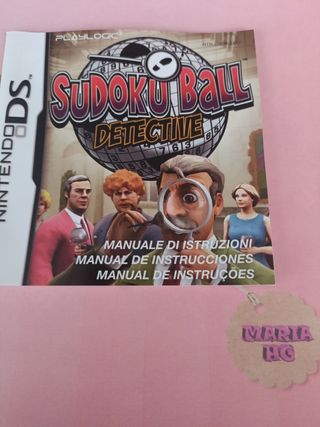 PLAYLOGIC
SUDOKU BALL
DETECTIVE
NINTENDO DS
MANUALE DI ISTRUZIONI
MANUAL DE INSTRUCCIONES
MANUAL DE INSTRUÇÕES
MARIA
HG